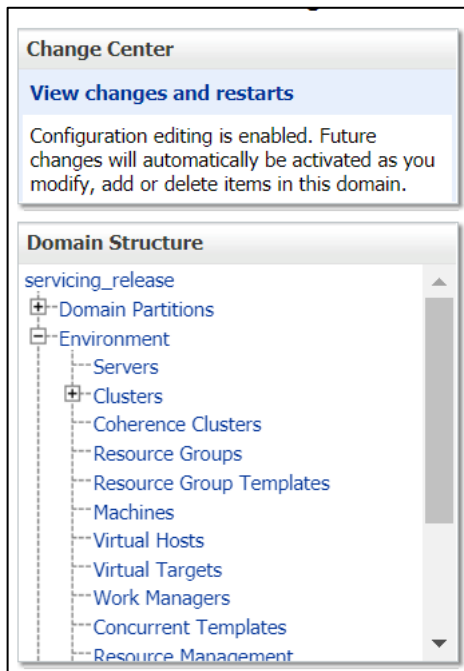 Change Center
View changes and restarts
Configuration editing is enabled. Future
changes will automatically be activated as you
modify, add or delete items in this domain.
Domain Structure
servicing_release
Domain Partitions
Environment
Servers
Clusters
Coherence Clusters
Resource Groups
Resource Group Templates
Machines
Virtual Hosts
Virtual Targets
Work Managers
Concurrent Templates
Resource Management